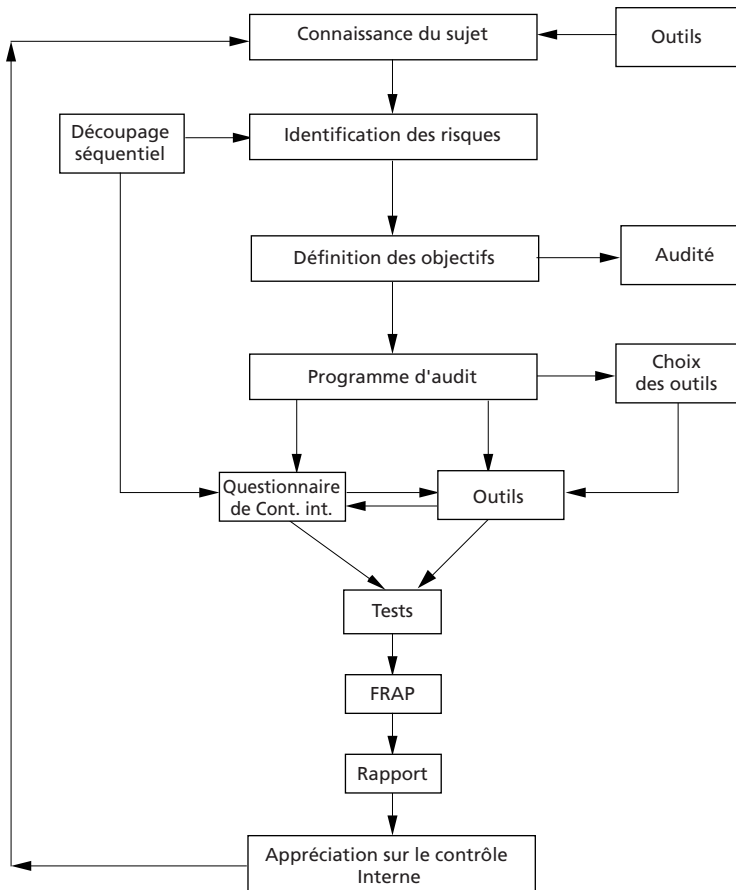 Connaissance du sujet
Outils
Découpage
séquentiel
Identification des risques
Définition des objectifs
Audité
Programme d'audit
Choix
des outils
Questionnaire
de Cont. int.
Outils
Tests
FRAP
Rapport
Appréciation sur le contrôle
Interne